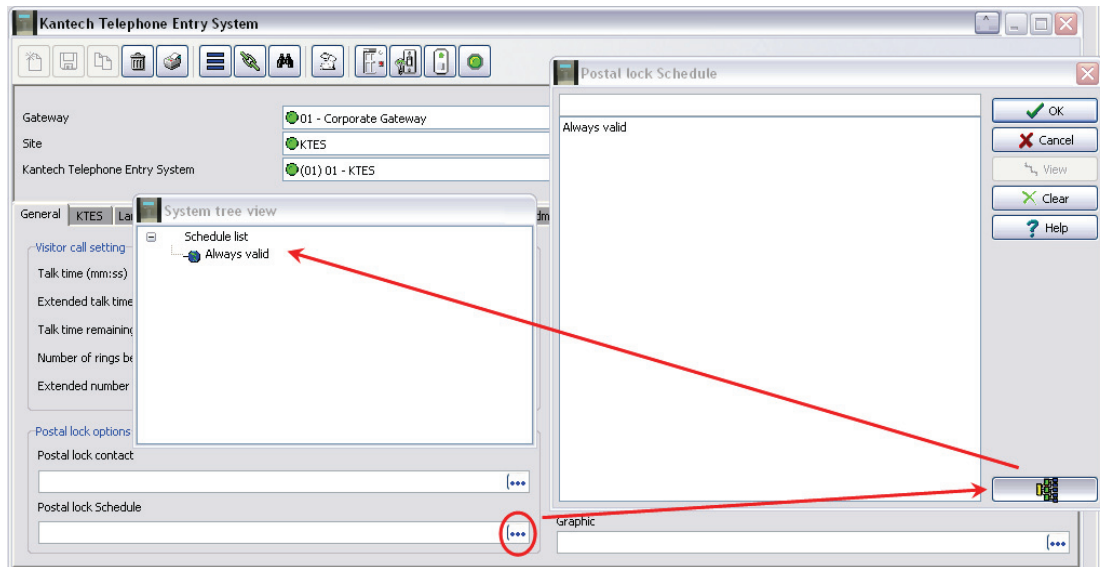 Kantech Telephone Entry System
Postal lock Schedule
Gateway
01 - Corporate Gateway
Site
KTES
Kantech Telephone Entry System
(01) 01 - KTES
Always valid
OK
Cancel
View
Clear
Help
General KTES
System tree view
Schedule list
Always valid
Visitor call setting
Talk time (mm:ss)
Extended talk time
Talk time remaining
Number of rings
Extended number
Postal lock options
Postal lock contact
Postal lock Schedule
Graphic